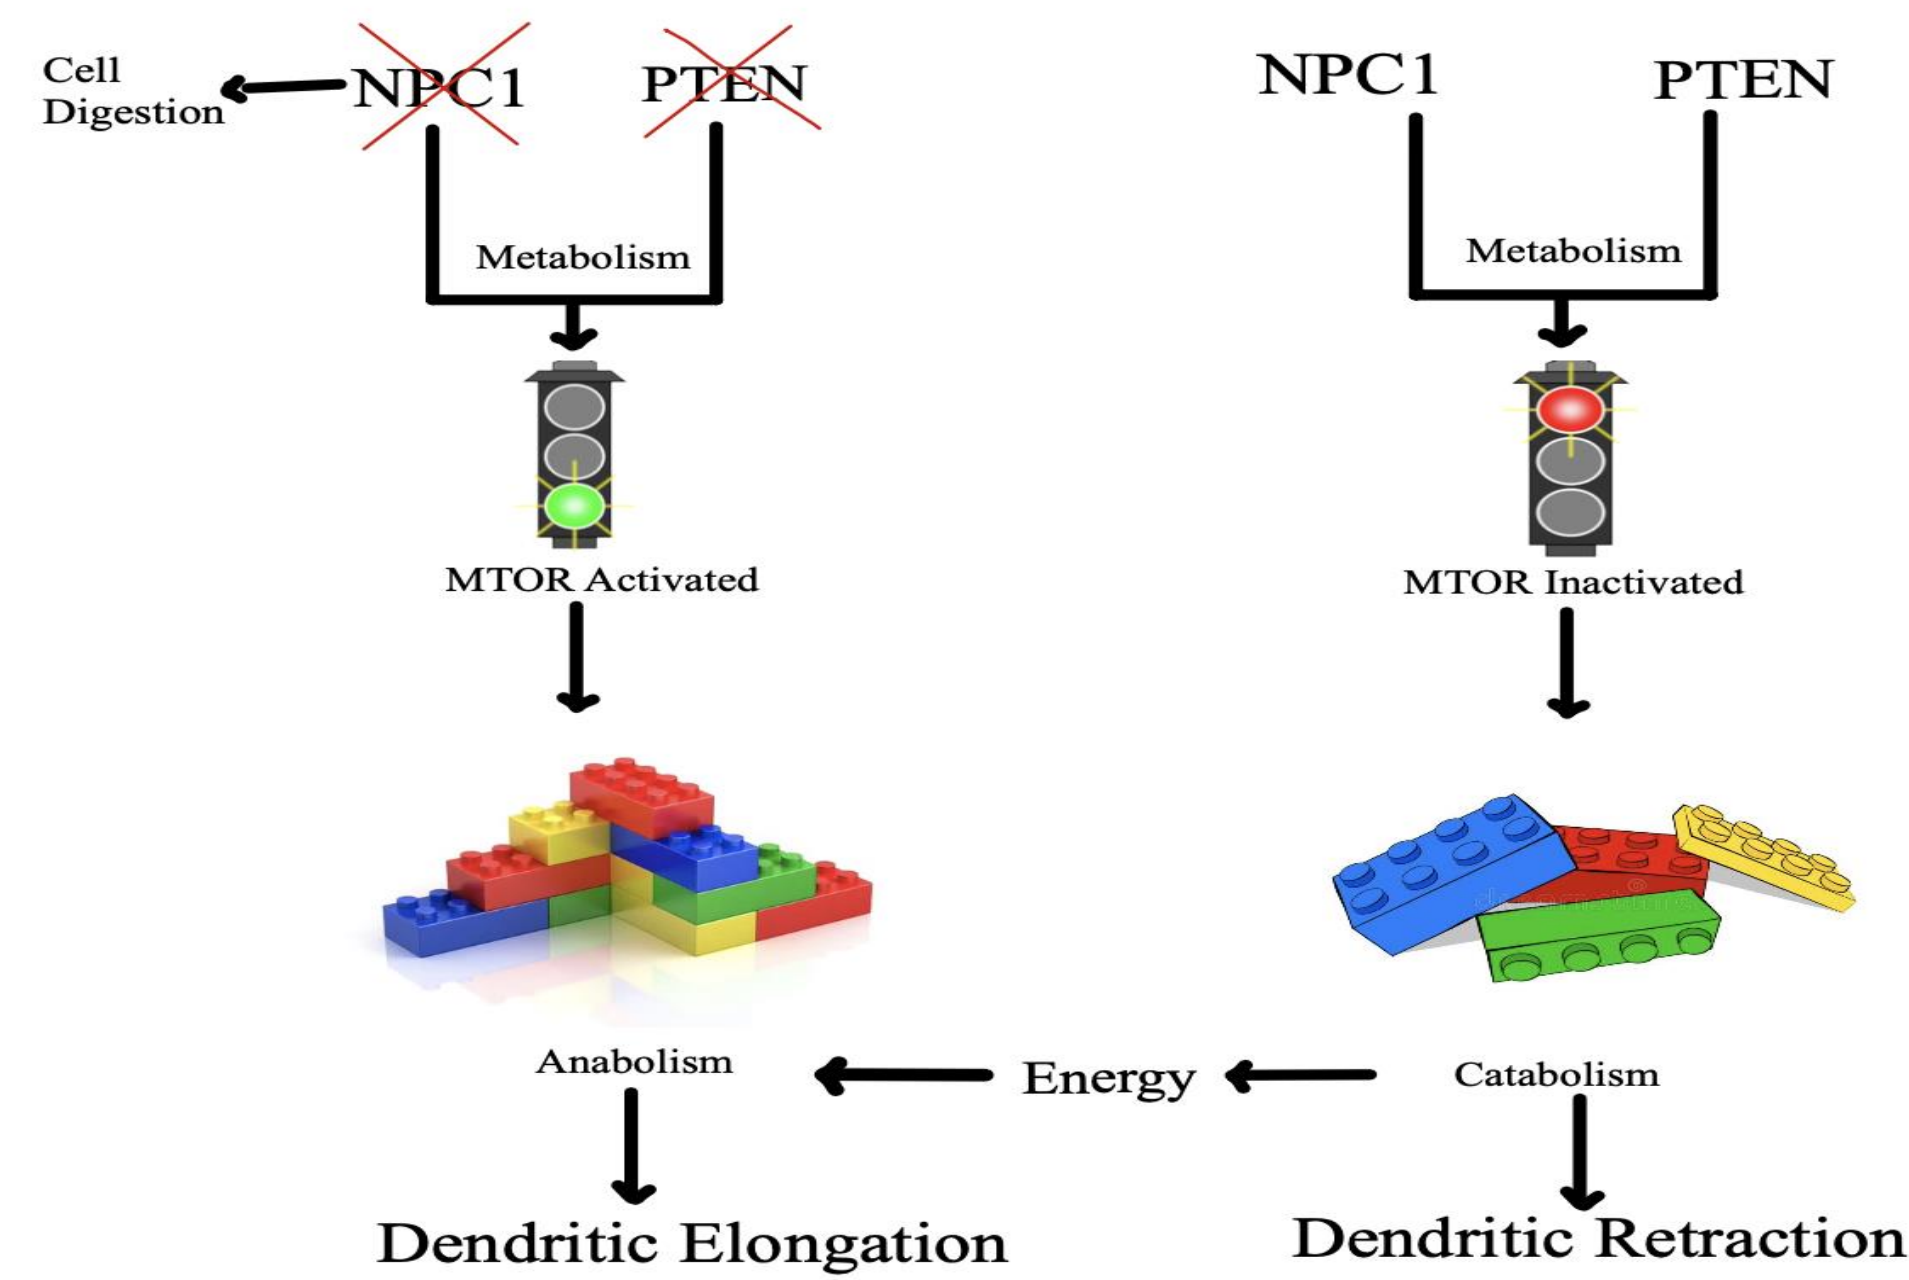 Cell
Digestion
NPC1
PTEN
Metabolism
MTOR Activated
Anabolism
Dendritic Elongation
Energy
NPC1
PTEN
Metabolism
MTOR Inactivated
Catabolism
Dendritic Retraction